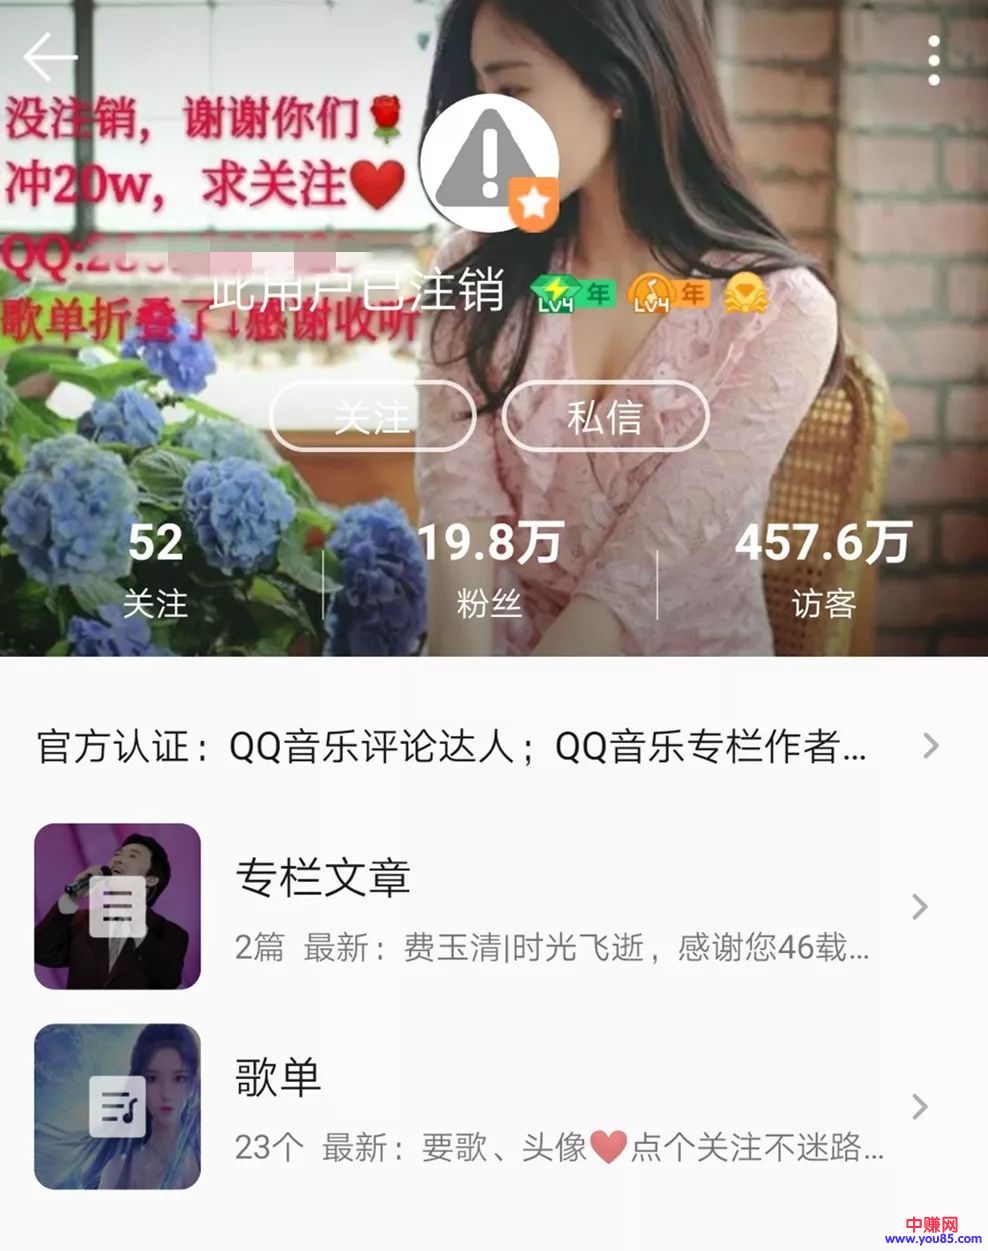 没注销，谢谢你们🌹
冲20w，求关注❤
QQ:
此用户已注销
LV4年
LV4年
歌单折叠了↓感谢收听
关注
私信
52
19.8万
457.6万
关注
粉丝
访客
官方认证：QQ音乐评论达人；QQ音乐专栏作者...
专栏文章
2篇 最新：费玉清|时光飞逝，感谢您46载...
歌单
23个 最新：要歌、头像❤点个关注不迷路...
中赚网
www.you85.com